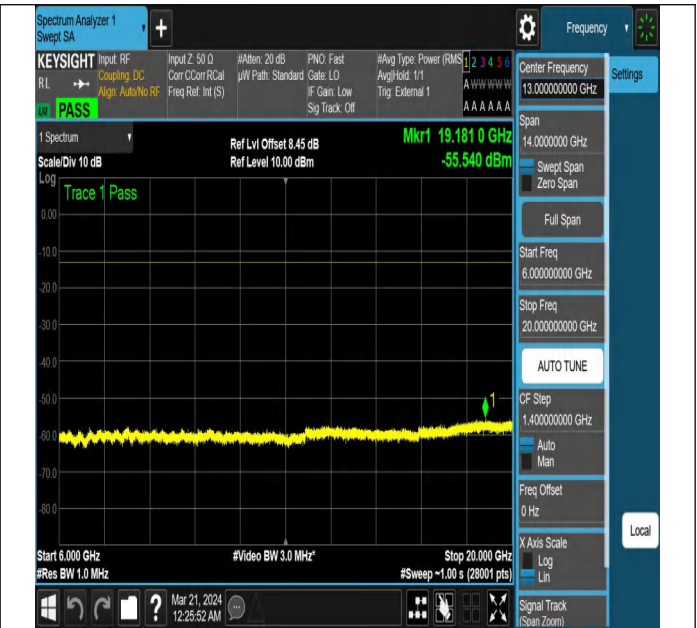 Spectrum Analyzer 1
Swept SA
+
Frequency
KEYSIGHT
RL
PASS
Input: RF
Coupling: DC
Align: Auto/No RF
Input Z: 50 Ω
Corr CCorr RCal
Freq Ref: Int (S)
#Atten: 20 dB
µW Path: Standard
PNO: Fast
Gate: LO
IF Gain: Low
Sig Track: Off
#Avg Type: Power (RMS
Avg|Hold: 1/1
Trig: External 1
1 2 3 4 5 6
A W W W W W
A A A A A A
1 Spectrum
Scale/Div 10 dB
Ref Lvl Offset 8.45 dB
Ref Level 10.00 dBm
Mkr1 19.181 0 GHz
-55.540 dBm
Log
Trace 1 Pass
0.00
-10.0
-20.0
-30.0
-40.0
-50.0
-60.0
-70.0
-80.0
1
Start 6.000 GHz
#Res BW 1.0 MHz
#Video BW 3.0 MHz*
Stop 20.000 GHz
#Sweep ~1.00 s (28001 pts)
Mar 21, 2024
12:25:52 AM
?
Center Frequency
13.000000000 GHz
Settings
Span
14.0000000 GHz
Swept Span
Zero Span
Full Span
Start Freq
6.000000000 GHz
Stop Freq
20.000000000 GHz
AUTO TUNE
CF Step
1.400000000 GHz
Auto
Man
Freq Offset
0 Hz
X Axis Scale
Log
Lin
Signal Track
(Span Zoom)
Local